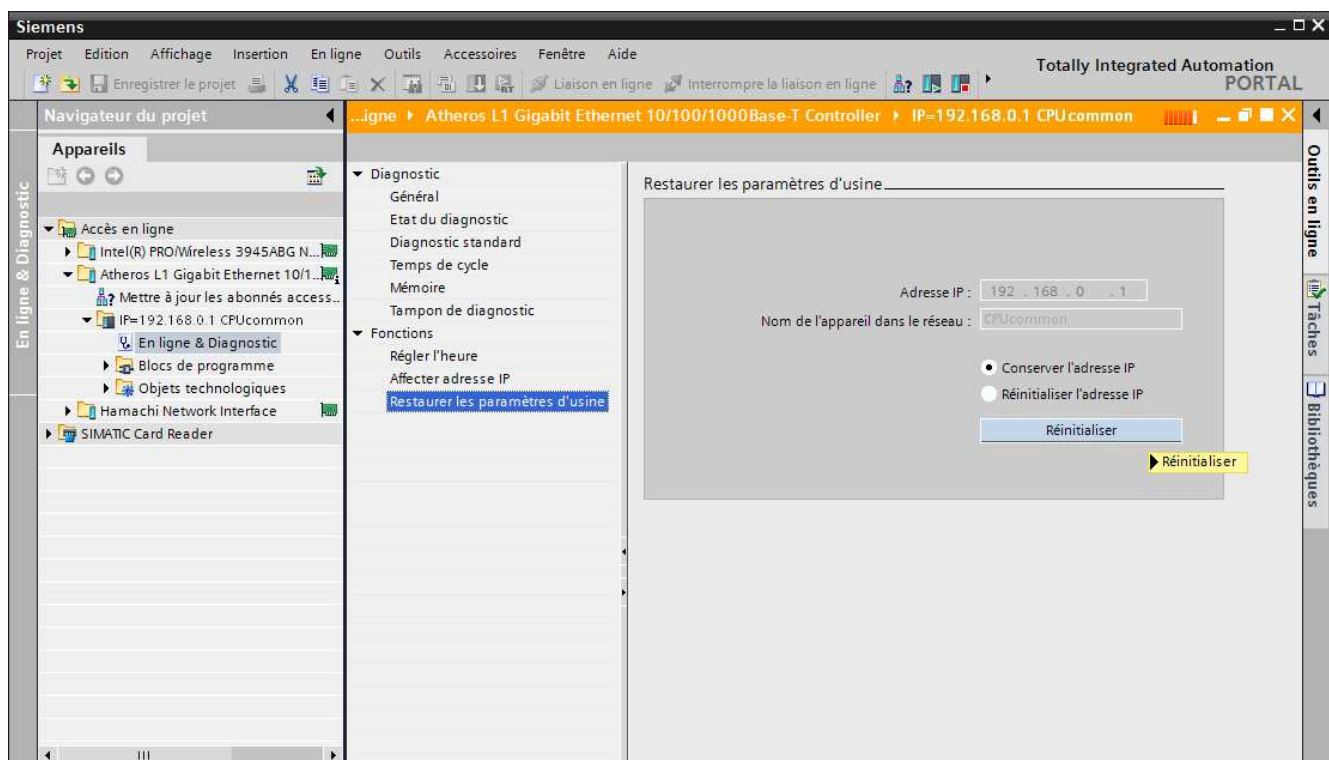 Siemens
Projet Edition Affichage Insertion En ligne Outils Accessoires Fenêtre Aide
Totally Integrated Automation
PORTAL
Enregistrer le projet
Liaison en ligne
Interrompre la liaison en ligne
Navigateur du projet
...igne Atheros L1 Gigabit Ethernet 10/100/1000Base-T Controller IP=192.168.0.1 CPUcommon
En ligne & Diagnostic
Appareils
Accès en ligne
Intel(R) PRO/Wireless 3945ABG N...
Atheros L1 Gigabit Ethernet 10/1...
Mettre à jour les abonnés access..
IP=192.168.0.1 CPUcommon
En ligne & Diagnostic
Blocs de programme
Objets technologiques
Hamachi Network Interface
SIMATIC Card Reader
Diagnostic
Général
Etat du diagnostic
Diagnostic standard
Temps de cycle
Mémoire
Tampon de diagnostic
Fonctions
Régler l'heure
Affecter adresse IP
Restaurer les paramètres d'usine
Restaurer les paramètres d'usine
Adresse IP : 192 . 168 . 0 . 1
Nom de l'appareil dans le réseau : CPUcommon
Conserver l'adresse IP
Réinitialiser l'adresse IP
Réinitialiser
Réinitialiser
Outils en ligne
Tâches
Bibliothèques